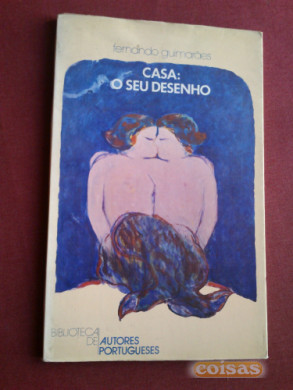 fernando guimarães
CASA:
O SEU DESENHO
BIBLIOTECA
DE AUTORES
PORTUGUESES
coisas